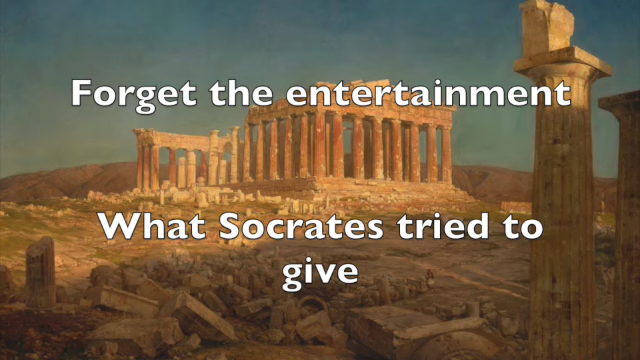 Forget the entertainment
What Socrates tried to
give